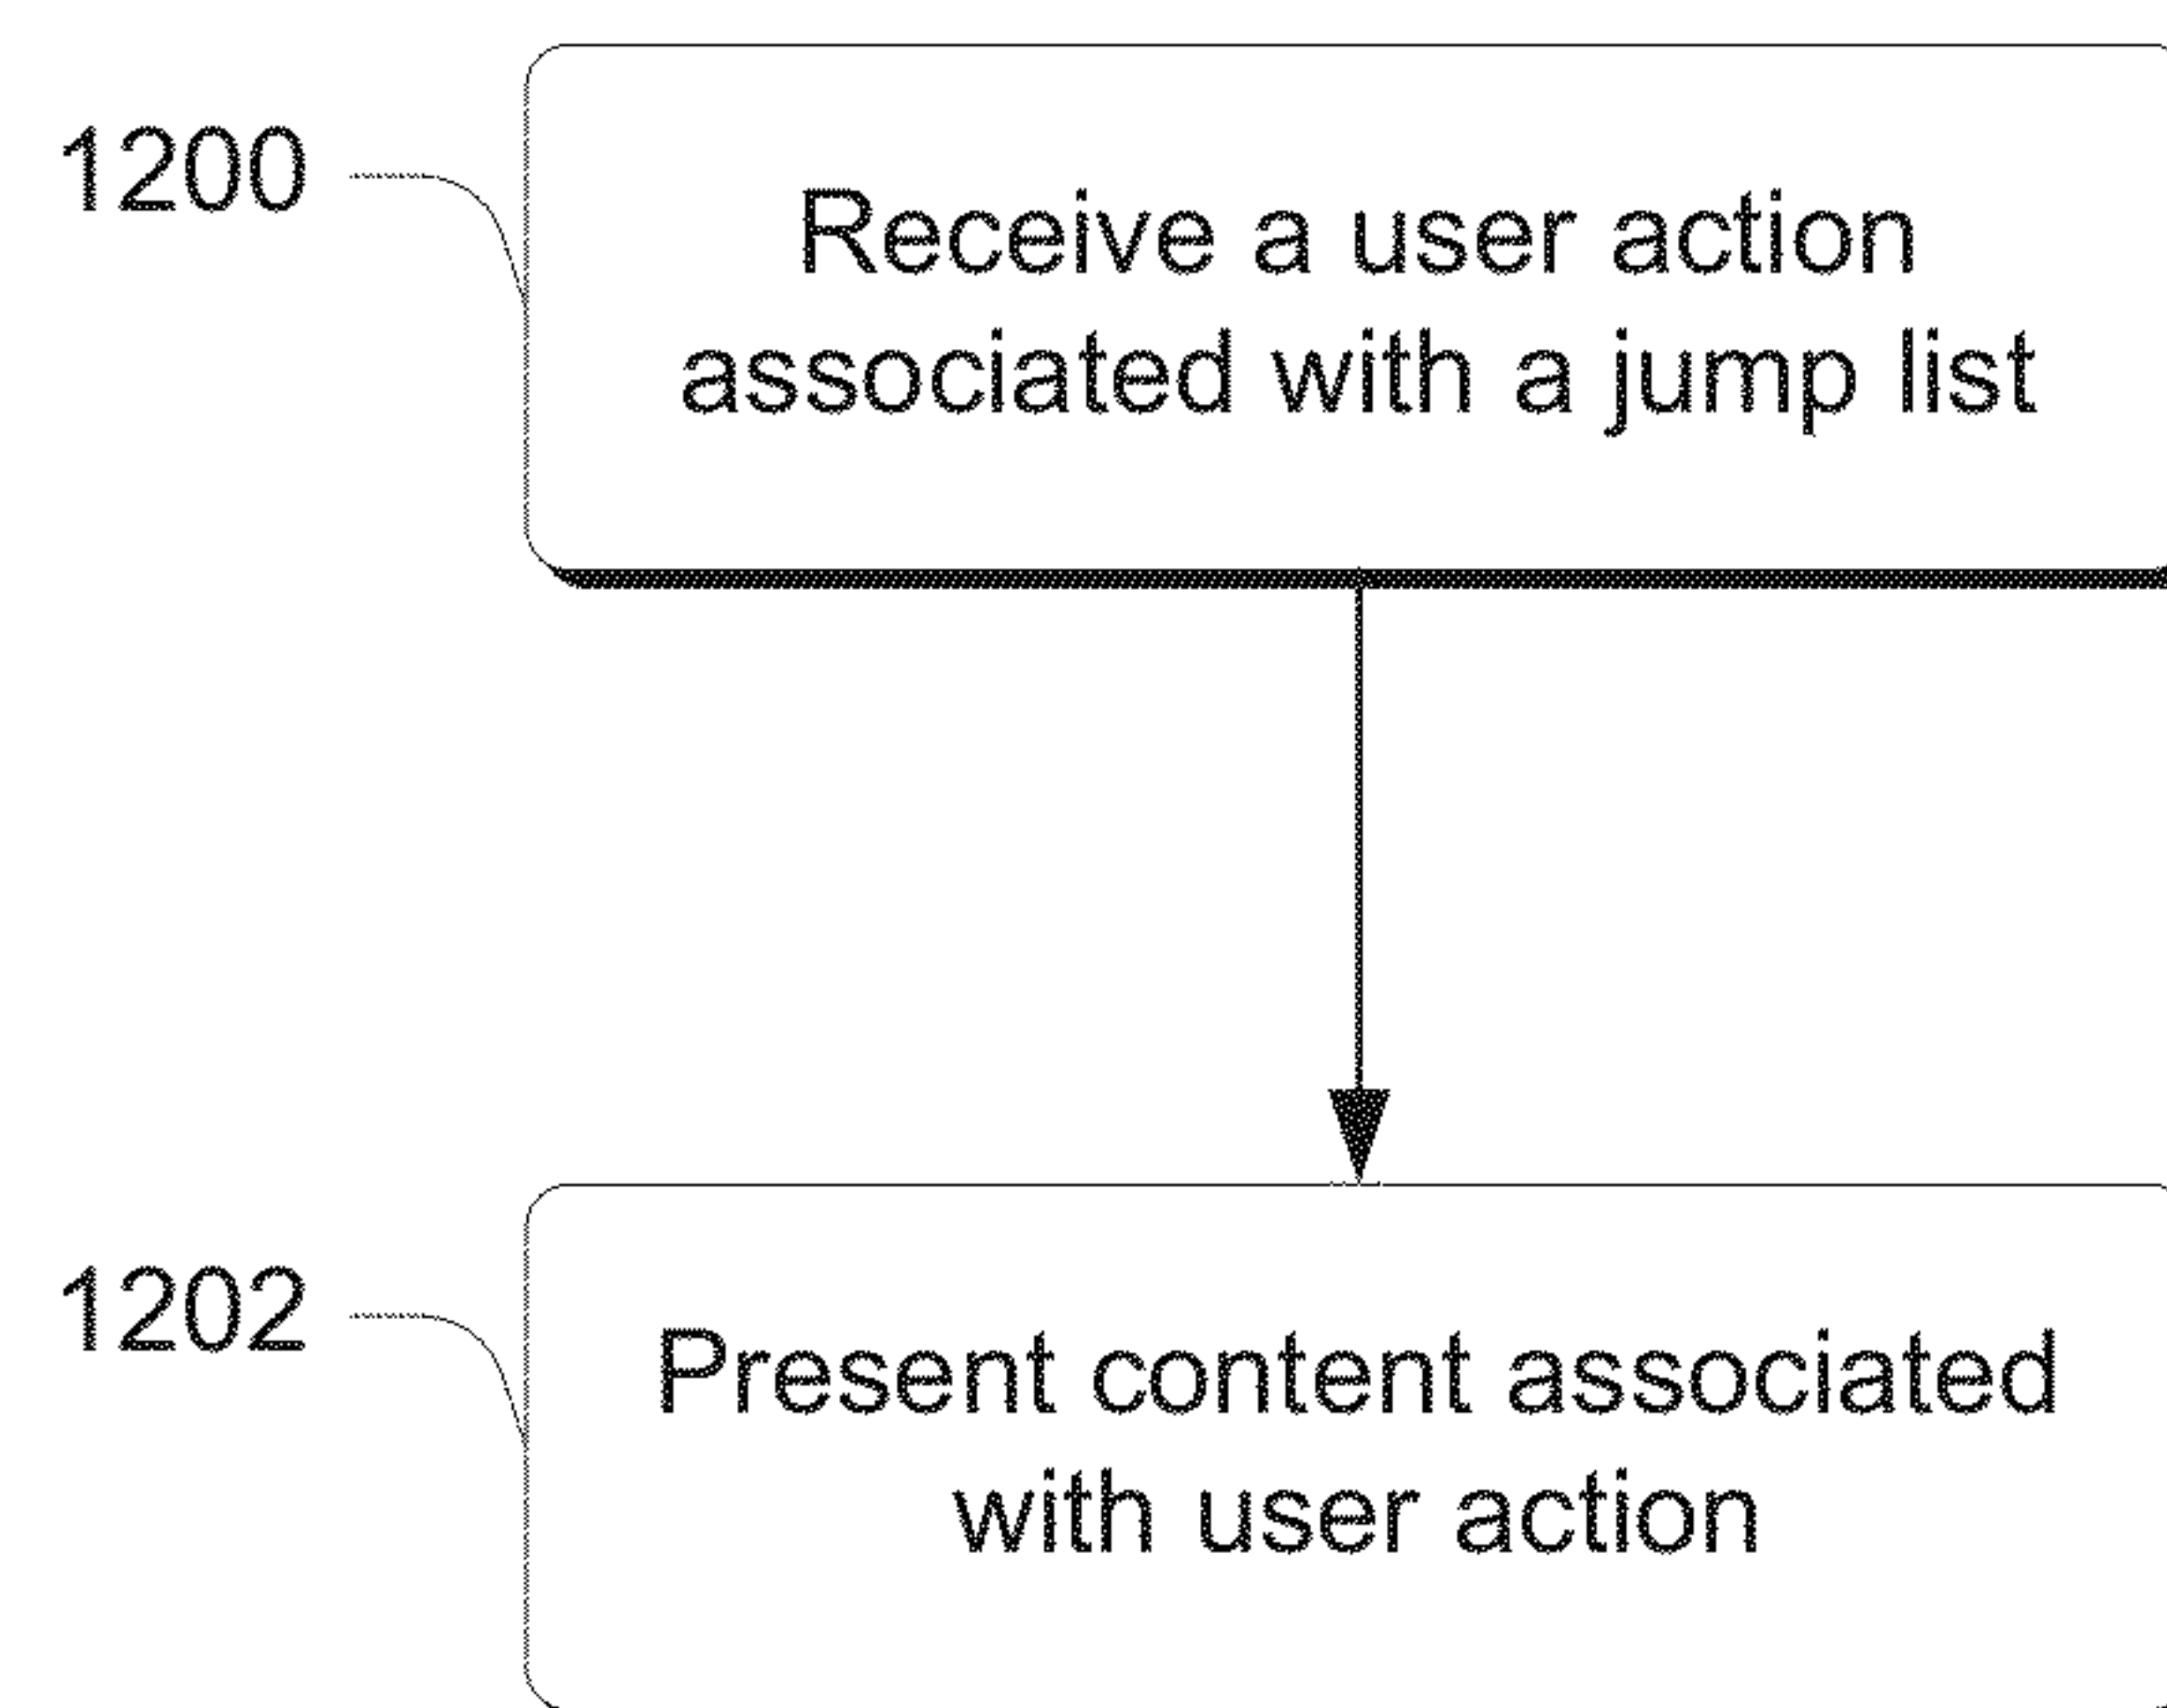 1200
Receive a user action
associated with a jump list
1202
Present content associated
with user action